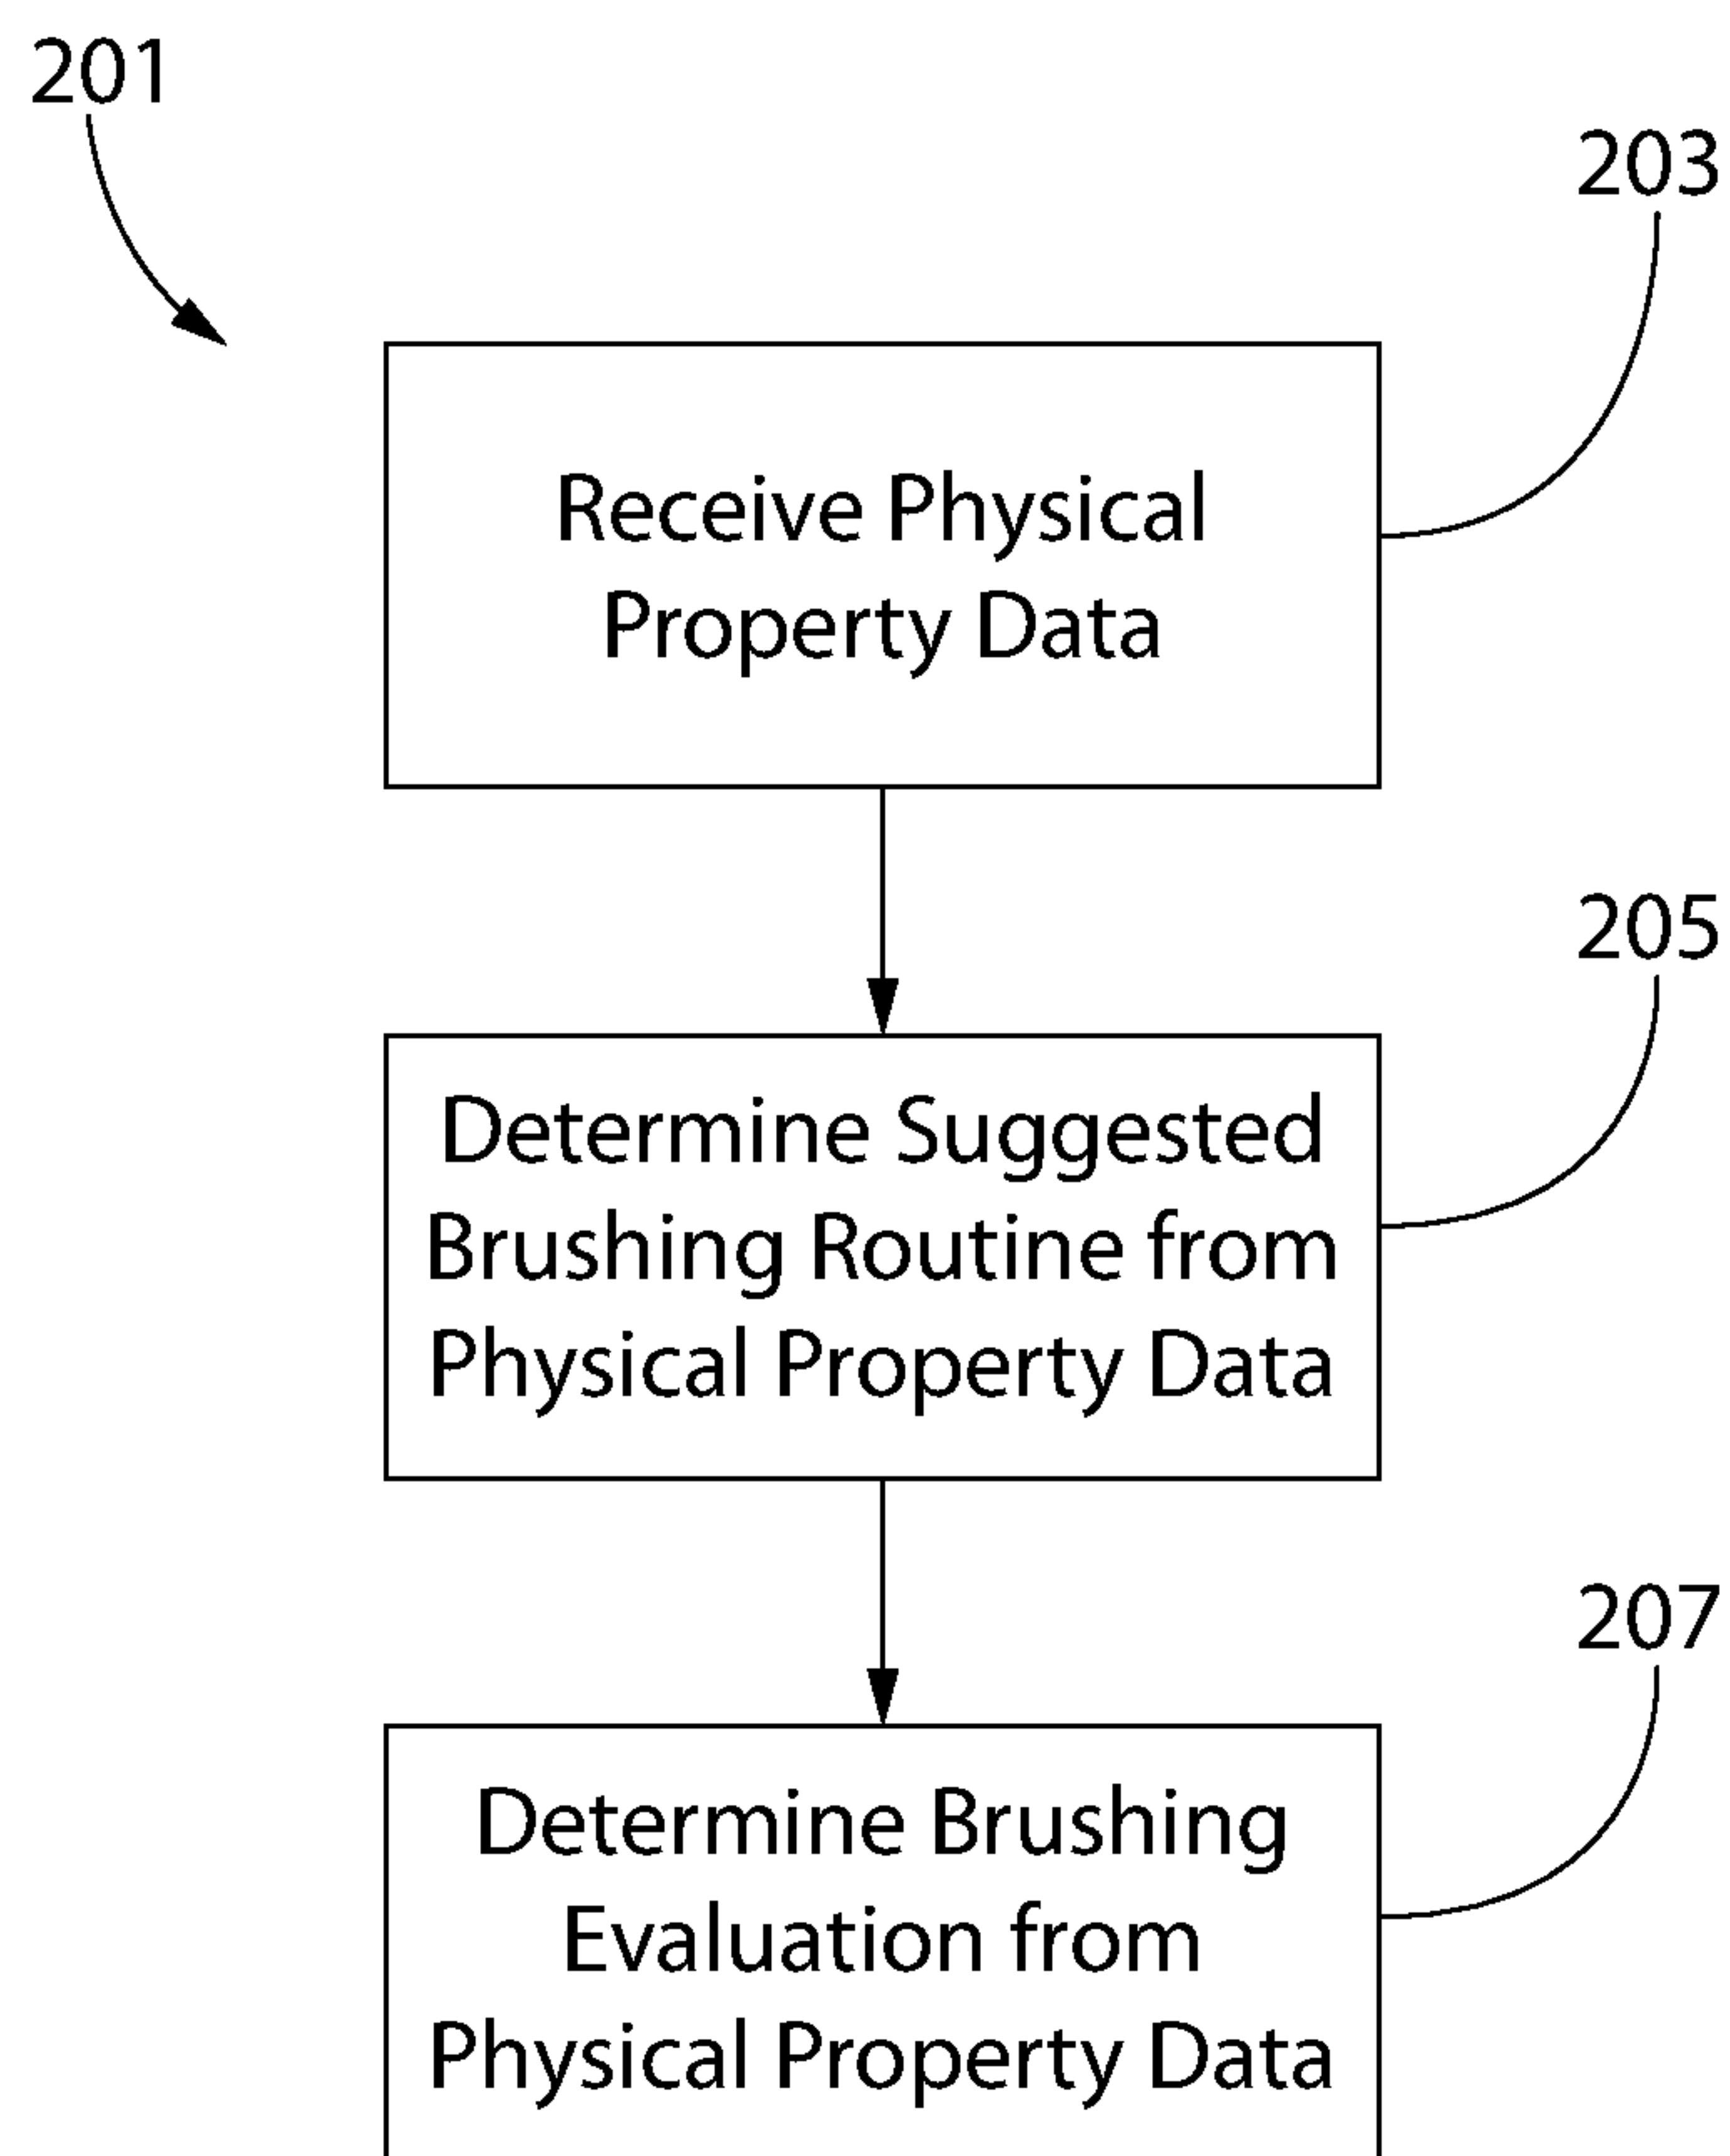 201
203
Receive Physical
Property Data
205
Determine Suggested
Brushing Routine from
Physical Property Data
207
Determine Brushing
Evaluation from
Physical Property Data